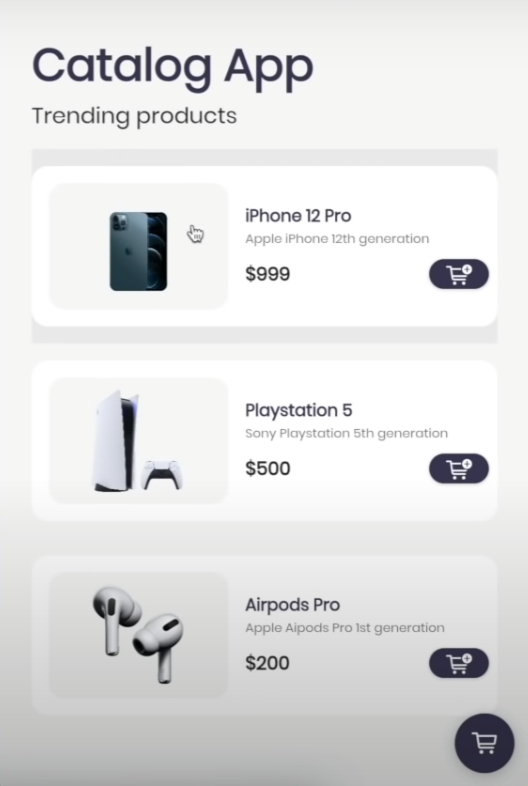 Catalog App
Trending products
iPhone 12 Pro
Apple iPhone 12th generation
$999
Playstation 5
Sony Playstation 5th generation
$500
Airpods Pro
Apple Aipods Pro 1st generation
$200